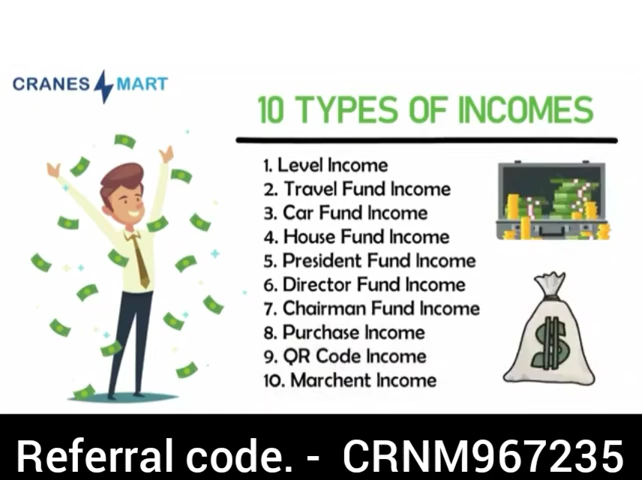 CRANES MART
10 TYPES OF INCOMES
1. Level Income
2. Travel Fund Income
3. Car Fund Income
4. House Fund Income
5. President Fund Income
6. Director Fund Income
7. Chairman Fund Income
8. Purchase Income
9. QR Code Income
10. Marchent Income
$
Referral code. - CRNM967235